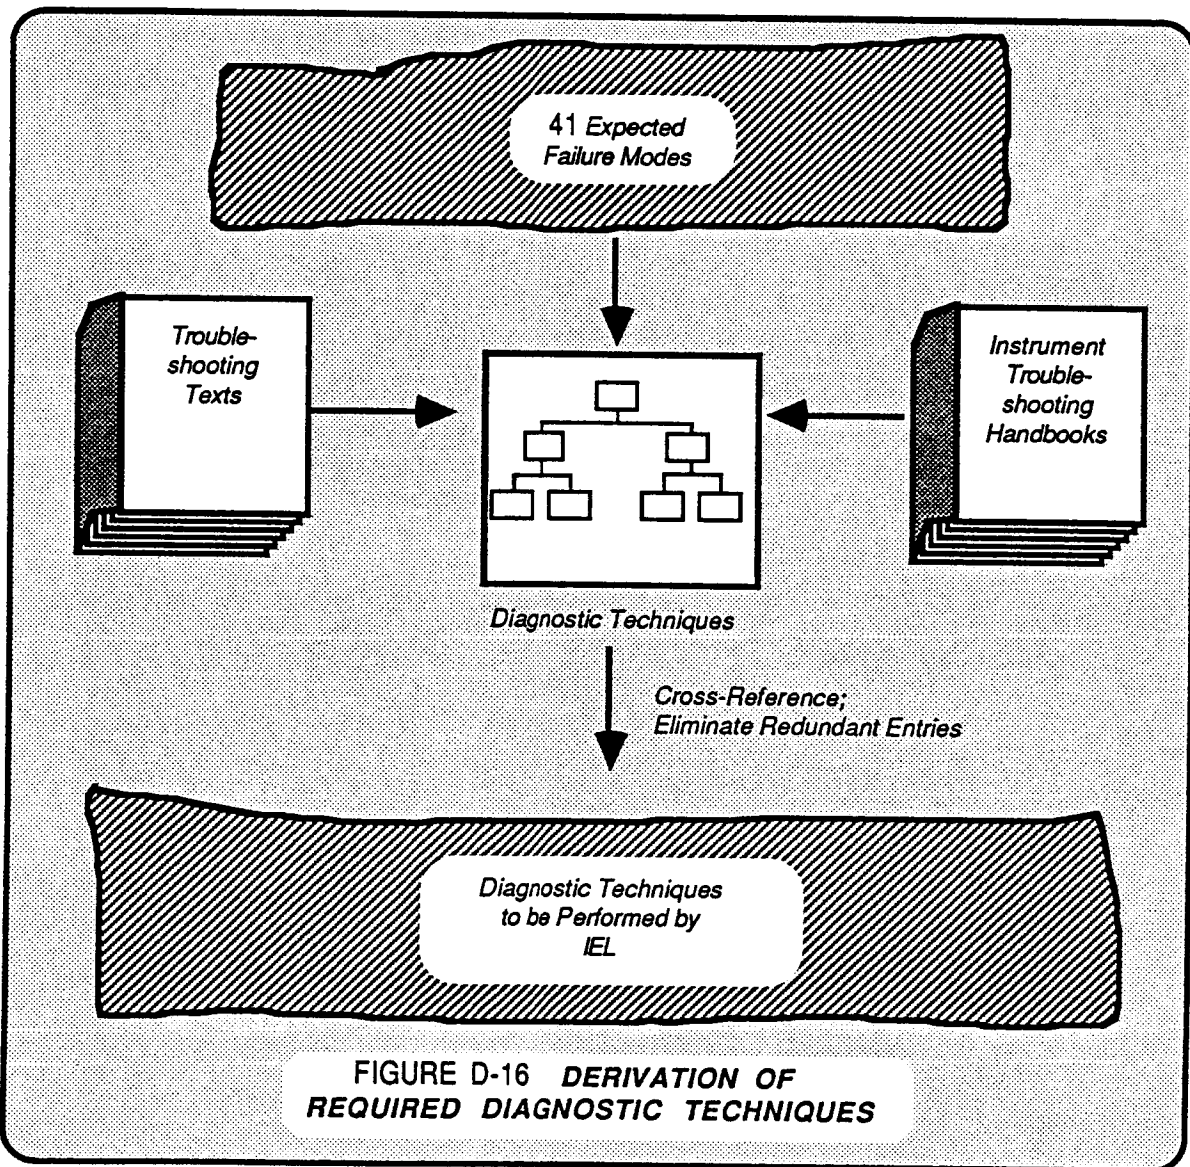 41 Expected
Failure Modes
Trouble-
shooting
Texts
Instrument
Trouble-
shooting
Handbooks
Diagnostic Techniques
Cross-Reference;
Eliminate Redundant Entries
Diagnostic Techniques
to be Performed by
IEL
FIGURE D-16 DERIVATION OF
REQUIRED DIAGNOSTIC TECHNIQUES